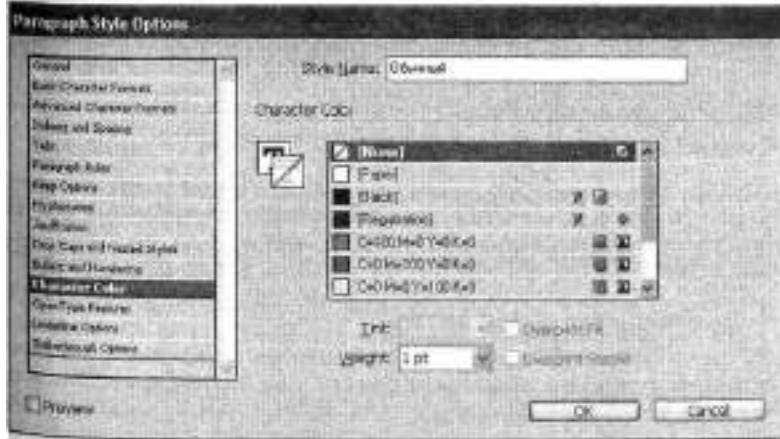 Paragraph Style Options
General
Basic Character Formats
Advanced Character Formats
Indents and Spacing
Tabs
Paragraph Rules
Keep Options
Hyphenation
Justification
Drop Caps and Nested Styles
Bullets and Numbering
Character Color
OpenType Features
Underline Options
Strikethrough Options
Preview
Style Name: Обычный
Character Color
[None]
[Paper]
[Black]
[Registration]
C=100 M=0 Y=0 K=0
C=0 M=100 Y=0 K=0
C=0 M=0 Y=100 K=0
Tint:
Overprint Fill
Weight: 1 pt
Overprint Stroke
OK
Cancel